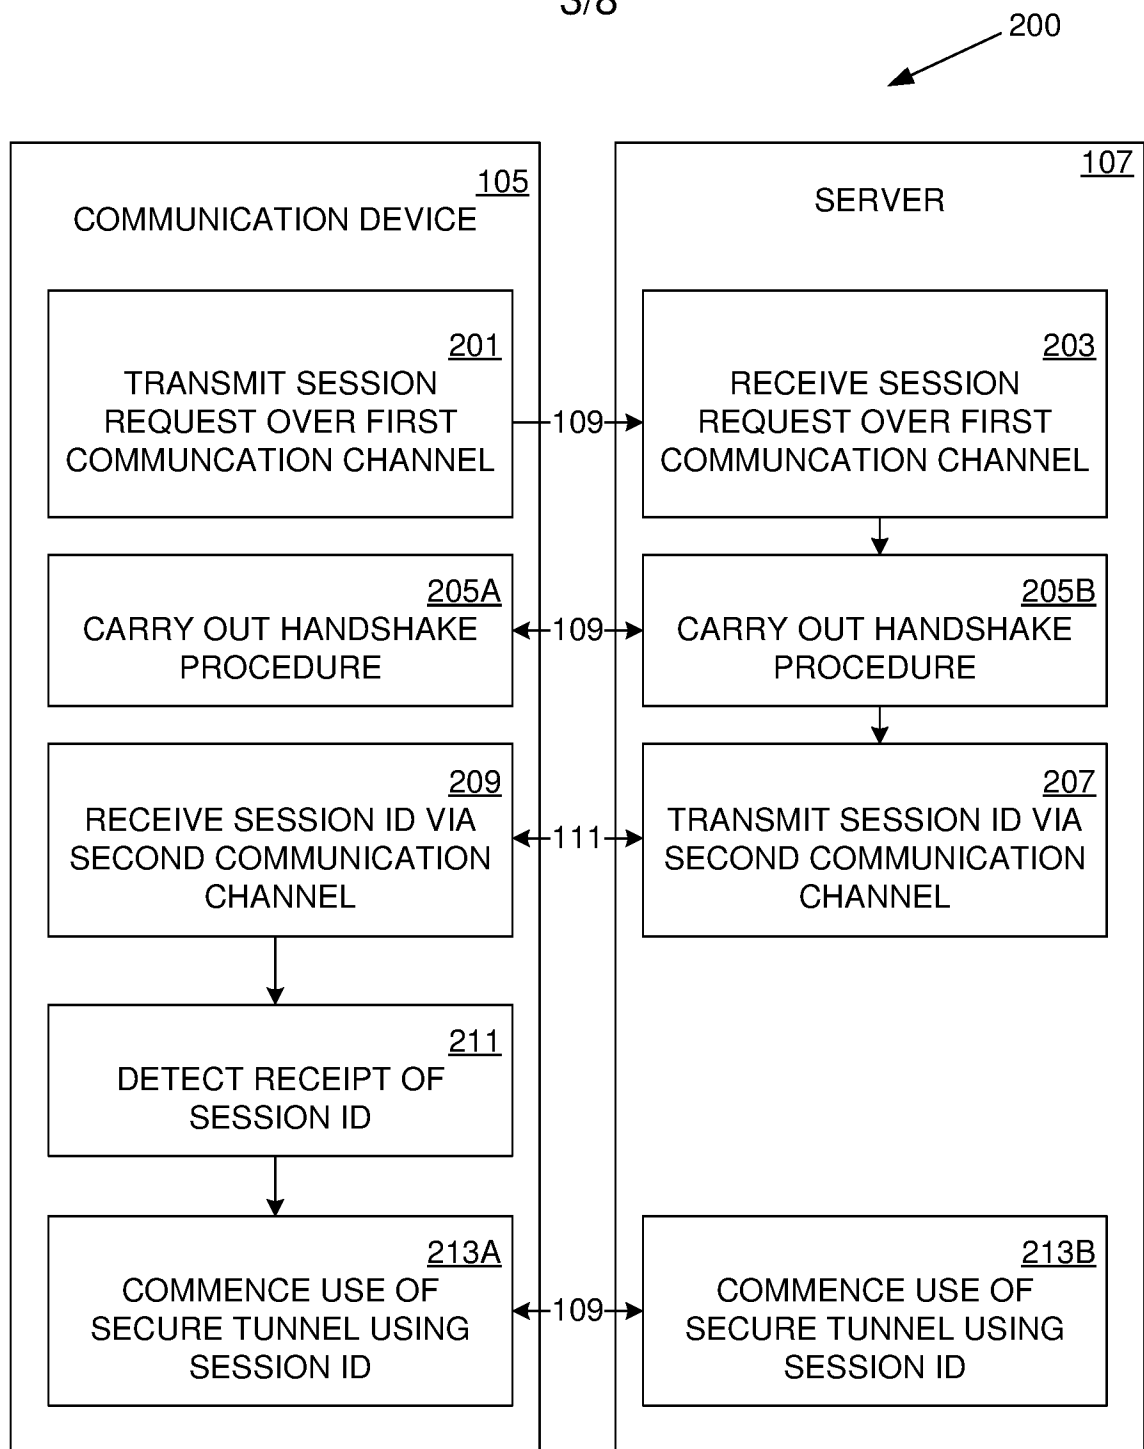 3/8
200
105
COMMUNICATION DEVICE
107
SERVER
201
TRANSMIT SESSION
REQUEST OVER FIRST
COMMUNCATION CHANNEL
109
203
RECEIVE SESSION
REQUEST OVER FIRST
COMMUNCATION CHANNEL
205A
CARRY OUT HANDSHAKE
PROCEDURE
109
205B
CARRY OUT HANDSHAKE
PROCEDURE
209
RECEIVE SESSION ID VIA
SECOND COMMUNICATION
CHANNEL
111
207
TRANSMIT SESSION ID VIA
SECOND COMMUNICATION
CHANNEL
211
DETECT RECEIPT OF
SESSION ID
213A
COMMENCE USE OF
SECURE TUNNEL USING
SESSION ID
109
213B
COMMENCE USE OF
SECURE TUNNEL USING
SESSION ID